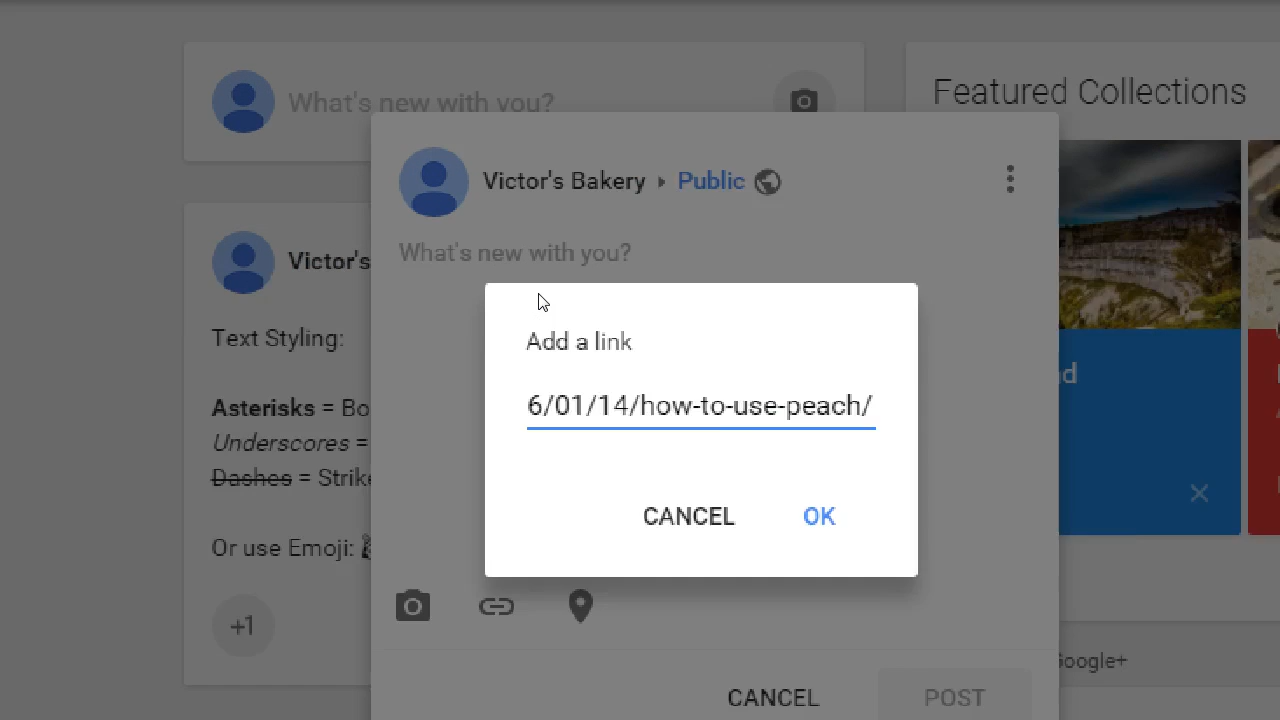 What's new with you?
Featured Collections
Victor's Bakery
Public
What's new with you?
Victor's
Text Styling:
Asterisks = Bo
Underscores =
Dashes = Strike
Or use Emoji:
+1
Add a link
6/01/14/how-to-use-peach/
CANCEL OK
nd
Google+
CANCEL POST